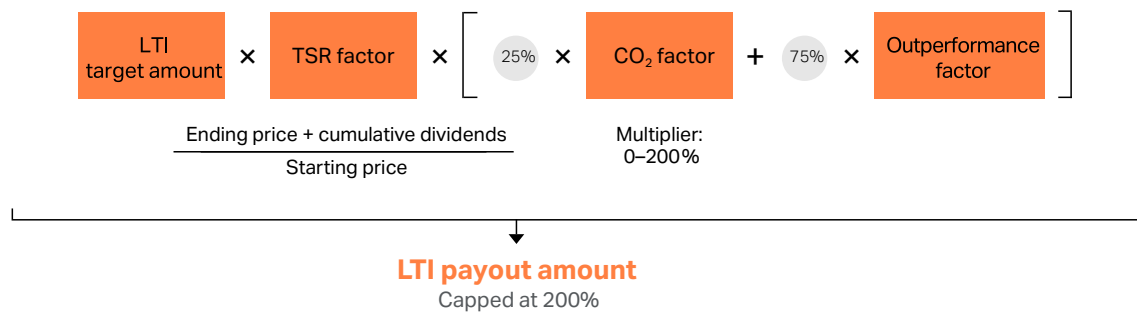 LTI
target amount
×
TSR factor
×
25%
×
CO₂ factor
+
75%
×
Outperformance
factor
Ending price + cumulative dividends
Starting price
Multiplier:
0–200%
LTI payout amount
Capped at 200%